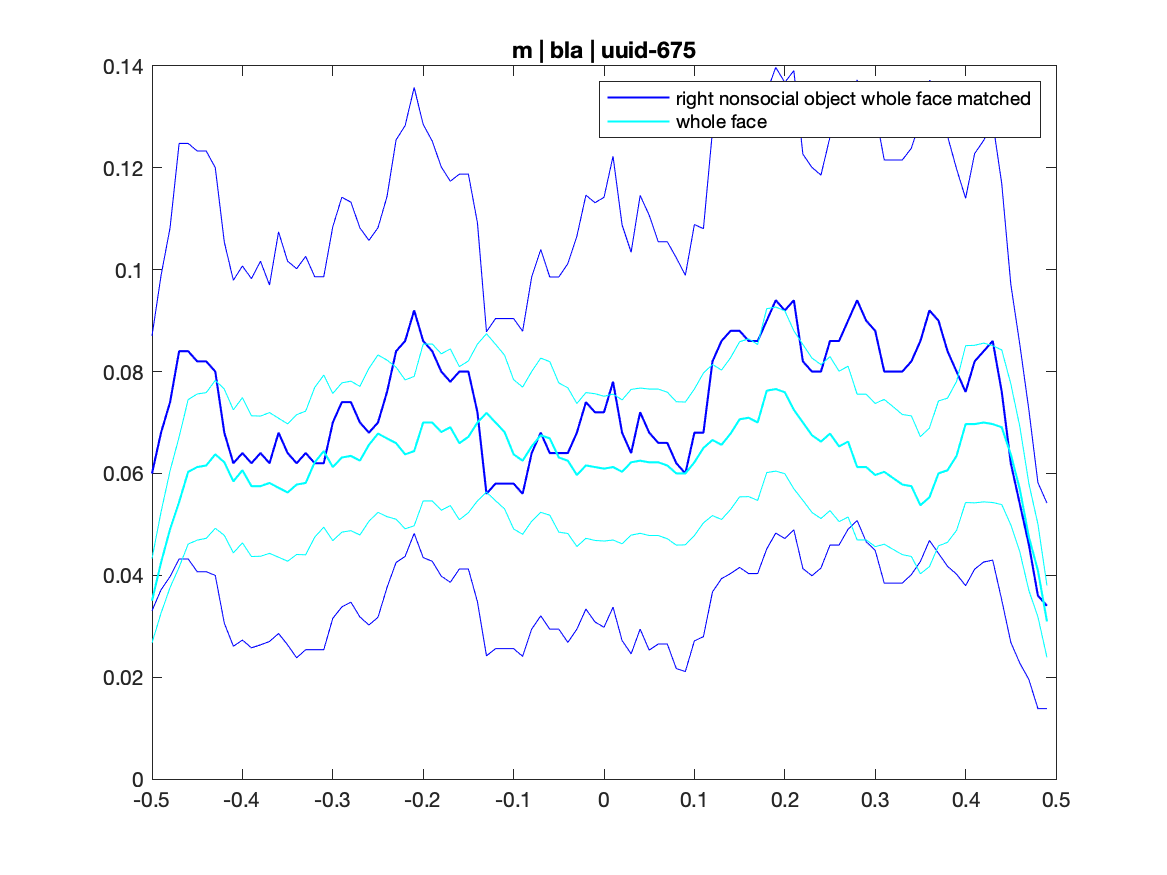 m | bla | uuid-675
right nonsocial object whole face matched
whole face
0.14
0.12
0.1
0.08
0.06
0.04
0.02
0
-0.5 -0.4 -0.3 -0.2 -0.1 0 0.1 0.2 0.3 0.4 0.5